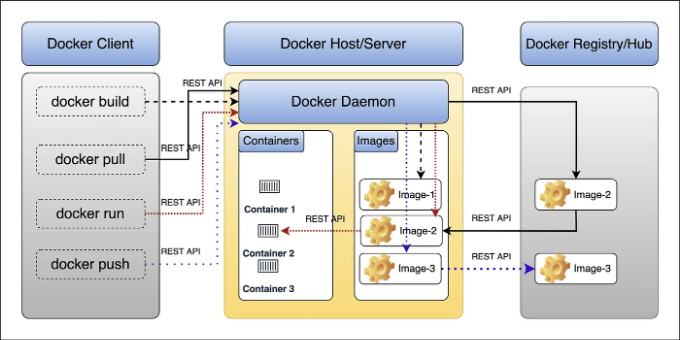 Docker Client
Docker Host/Server
Docker Registry/Hub
REST API
docker build
Docker Daemon
REST API
REST API
docker pull
REST API
Containers
Images
docker run
REST API
Container 1
Image-1
Image-2
REST API
REST API
Image-2
docker push
REST API
Container 2
Image-3
REST API
Image-3
Container 3